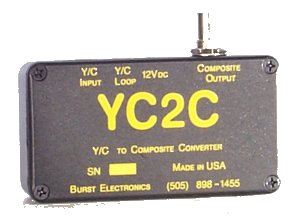 Y/C Y/C 12VDC COMPOSITE
INPUT LOOP OUTPUT
YC2C
Y/C TO COMPOSITE CONVERTER
SN MADE IN USA
BURST ELECTRONICS (505) 898-1455